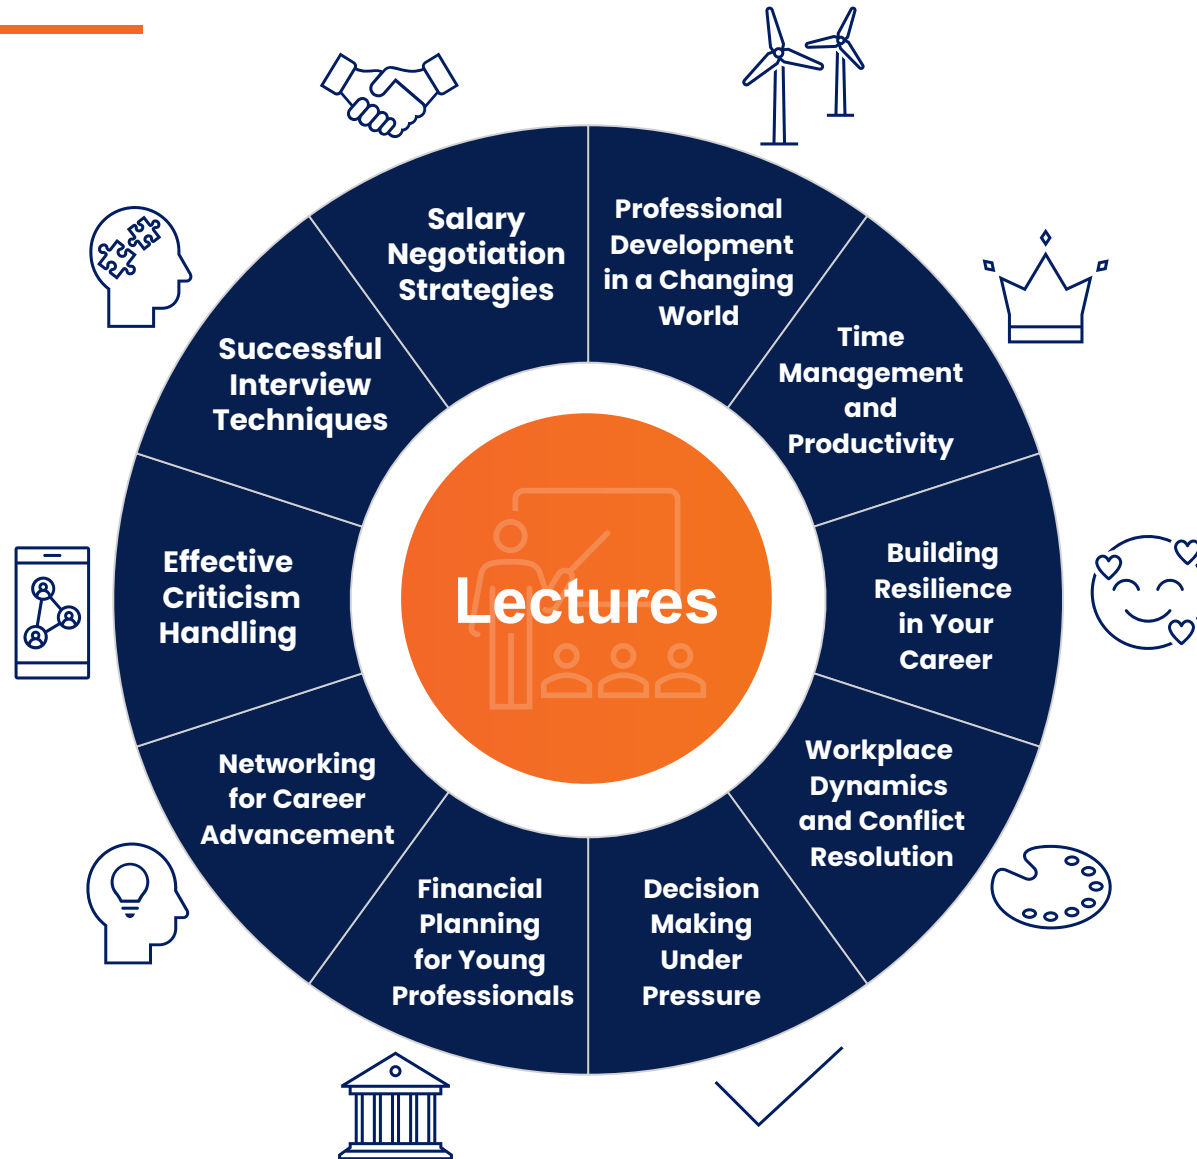 Professional
Development
in a Changing
World
Time
Management
and
Productivity
Building
Resilience
in Your
Career
Workplace
Dynamics
and Conflict
Resolution
Decision
Making
Under
Pressure
Financial
Planning
for Young
Professionals
Networking
for Career
Advancement
Effective
Criticism
Handling
Successful
Interview
Techniques
Salary
Negotiation
Strategies
Lectures